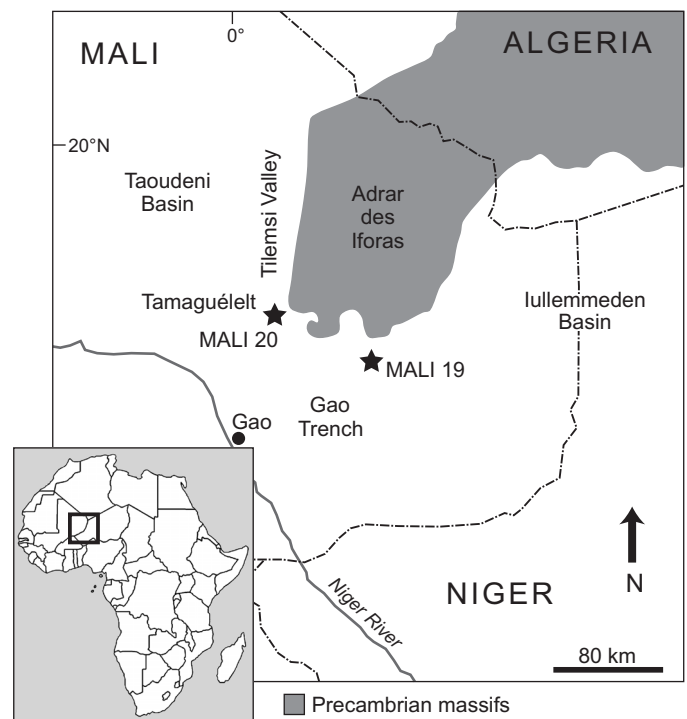 0°
MALI
ALGERIA
20°N
Taoudeni
Basin
Tilemsi Valley
Adrar
des
Iforas
Tamaguélelt
MALI 20
Iullemmeden
Basin
MALI 19
Gao
Trench
Gao
Niger River
NIGER
N
80 km
Precambrian massifs